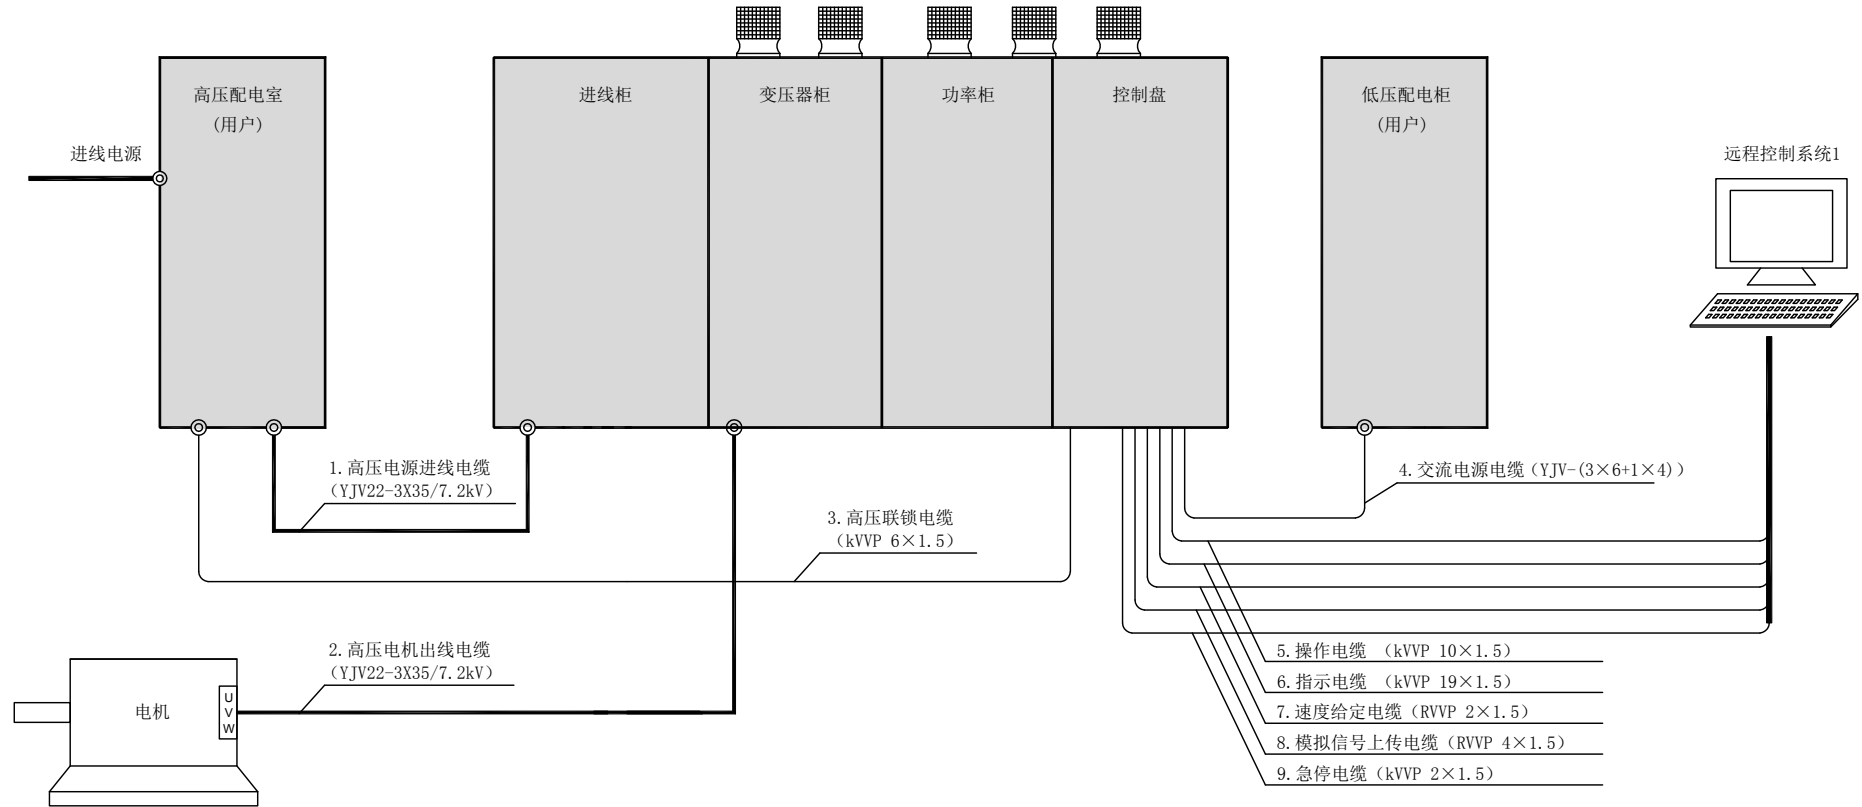 高压配电室
(用户)
进线柜
变压器柜
功率柜
控制盘
低压配电柜
(用户)
进线电源
远程控制系统1
1.高压电源进线电缆
（YJV22-3X35/7.2kV）
3.高压联锁电缆
（kVVP 6×1.5）
4.交流电源电缆（YJV-(3×6+1×4)）
2.高压电机出线电缆
（YJV22-3X35/7.2kV）
电机
U
V
W
5.操作电缆 （kVVP 10×1.5）
6.指示电缆 （kVVP 19×1.5）
7.速度给定电缆（RVVP 2×1.5）
8.模拟信号上传电缆（RVVP 4×1.5）
9.急停电缆（kVVP 2×1.5）